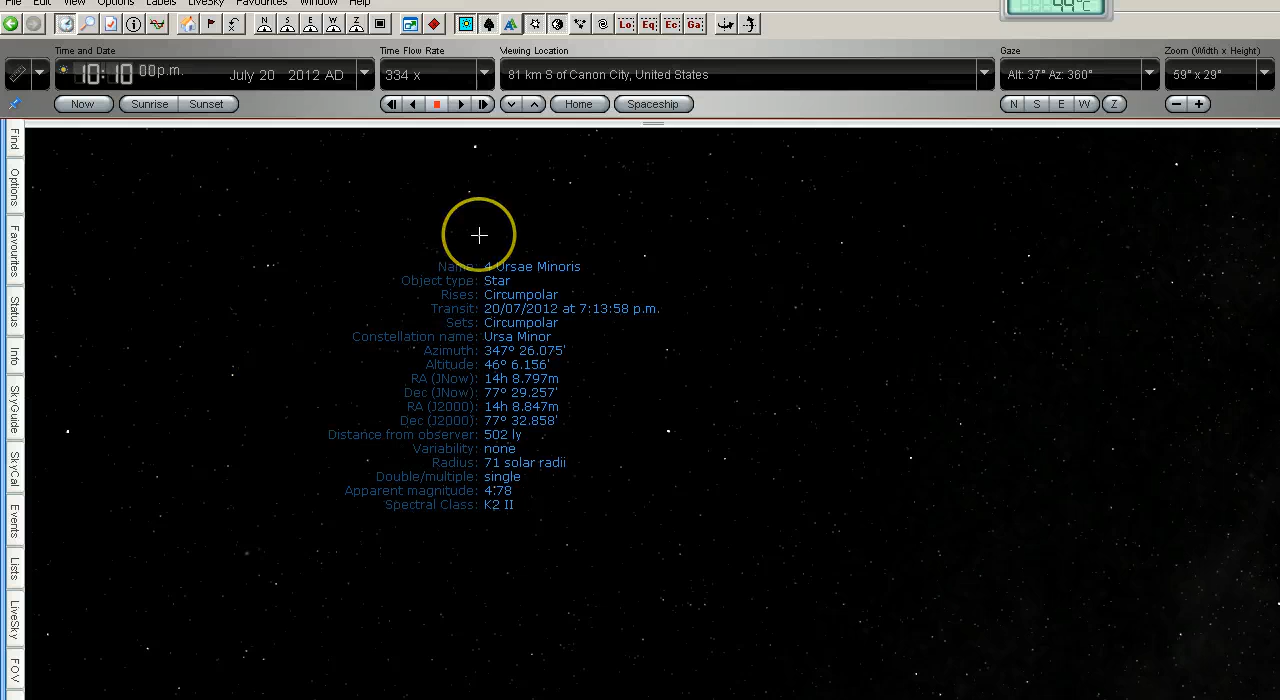 File Edit View Options Labels LiveSky Favourites Window Help
44°C
N S E W Z Lo Eq Ec Ga
Time and Date Time Flow Rate Viewing Location Gaze Zoom (Width x Height)
10:10 00p.m. July 20 2012 AD 334 x 81 km S of Canon City, United States Alt: 37° Az: 360° 59° x 29°
Now Sunrise Sunset Home Spaceship N S E W Z
Find
Options
Favourites
Status
Info
SkyGuide
SkyCal
Events
Lists
LiveSky
FOV
Name: 4 Ursae Minoris
Object type: Star
Rises: Circumpolar
Transit: 20/07/2012 at 7:13:58 p.m.
Sets: Circumpolar
Constellation name: Ursa Minor
Azimuth: 347° 26.075'
Altitude: 46° 6.156'
RA (JNow): 14h 8.797m
Dec (JNow): 77° 29.257'
RA (J2000): 14h 8.847m
Dec (J2000): 77° 32.858'
Distance from observer: 502 ly
Variability: none
Radius: 71 solar radii
Double/multiple: single
Apparent magnitude: 4.78
Spectral Class: K2 II